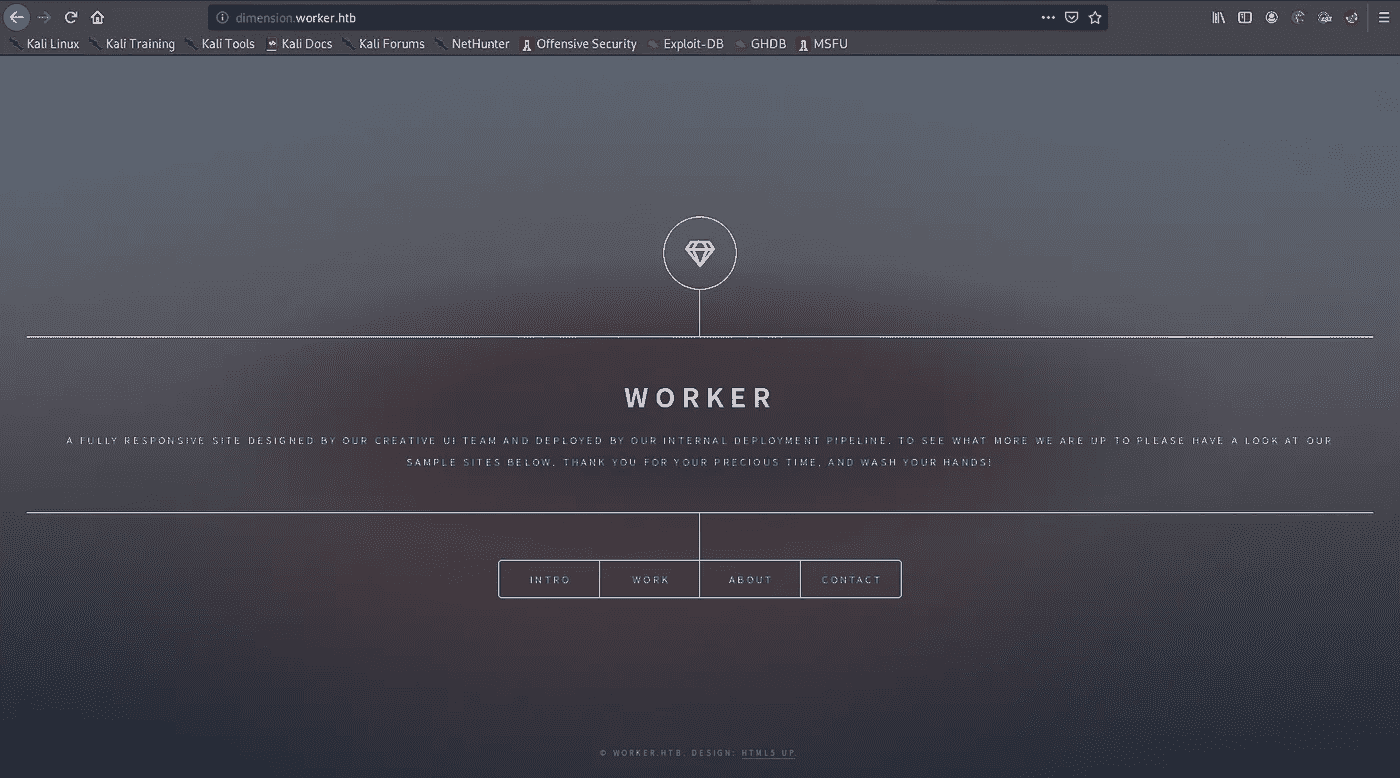 dimension.worker.htb
Kali Linux Kali Training Kali Tools Kali Docs Kali Forums NetHunter Offensive Security Exploit-DB GHDB MSFU
WORKER
A FULLY RESPONSIVE SITE DESIGNED BY OUR CREATIVE UI TEAM AND DEPLOYED BY OUR INTERNAL DEPLOYMENT PIPELINE. TO SEE WHAT MORE WE ARE UP TO PLEASE HAVE A LOOK AT OUR
SAMPLE SITES BELOW. THANK YOU FOR YOUR PRECIOUS TIME, AND WASH YOUR HANDS!
INTRO WORK ABOUT CONTACT
© WORKER.HTB. DESIGN: HTML5 UP.